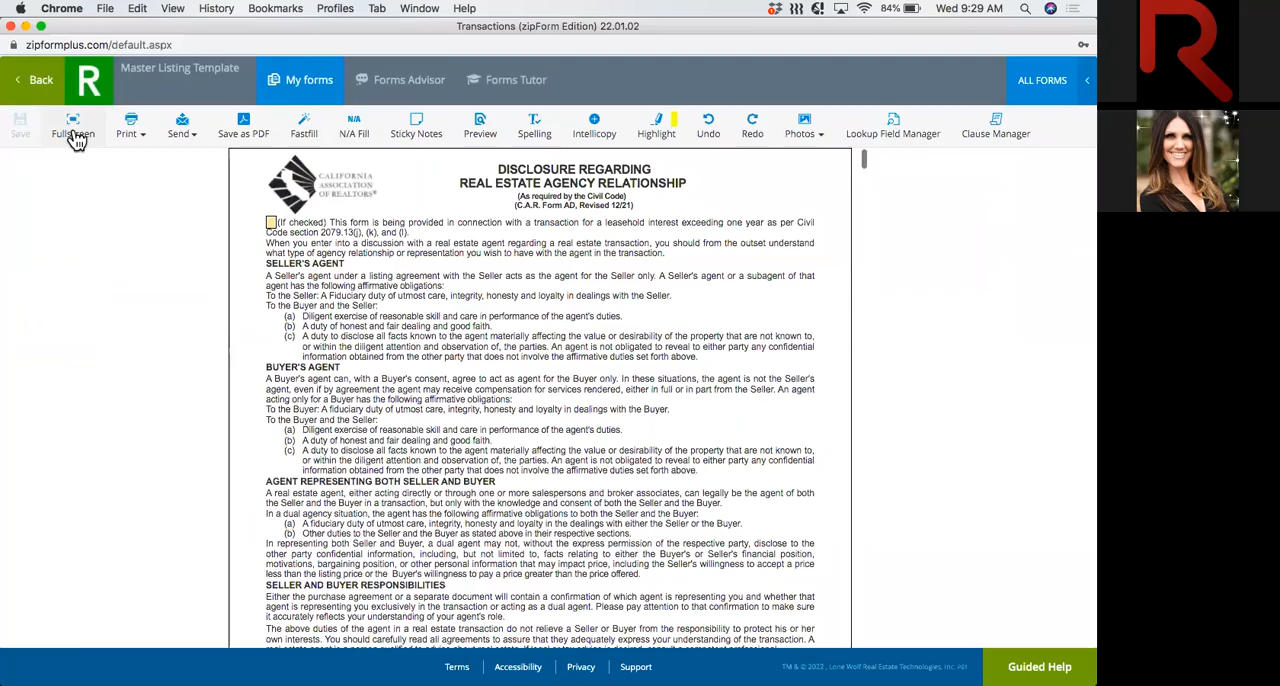 Chrome File Edit View History Bookmarks Profiles Tab Window Help 84% Wed 9:29 AM
Transactions (zipForm Edition) 22.01.02
zipformplus.com/default.aspx
Back R Master Listing Template My forms Forms Advisor Forms Tutor ALL FORMS
N/A
Save Fullscreen Print Send Save as PDF Fastfill N/A Fill Sticky Notes Preview Spelling Intellicopy Highlight Undo Redo Photos Lookup Field Manager Clause Manager
CALIFORNIA
ASSOCIATION
OF REALTORS®
DISCLOSURE REGARDING
REAL ESTATE AGENCY RELATIONSHIP
(As required by the Civil Code)
(C.A.R. Form AD, Revised 12/21)
(If checked) This form is being provided in connection with a transaction for a leasehold interest exceeding one year as per Civil
Code section 2079.13(j), (k), and (l).
When you enter into a discussion with a real estate agent regarding a real estate transaction, you should from the outset understand
what type of agency relationship or representation you wish to have with the agent in the transaction.
SELLER'S AGENT
A Seller's agent under a listing agreement with the Seller acts as the agent for the Seller only. A Seller's agent or a subagent of that
agent has the following affirmative obligations:
To the Seller: A Fiduciary duty of utmost care, integrity, honesty and loyalty in dealings with the Seller.
To the Buyer and the Seller:
(a) Diligent exercise of reasonable skill and care in performance of the agent's duties.
(b) A duty of honest and fair dealing and good faith.
(c) A duty to disclose all facts known to the agent materially affecting the value or desirability of the property that are not known to,
or within the diligent attention and observation of, the parties. An agent is not obligated to reveal to either party any confidential
information obtained from the other party that does not involve the affirmative duties set forth above.
BUYER'S AGENT
A Buyer's agent can, with a Buyer's consent, agree to act as agent for the Buyer only. In these situations, the agent is not the Seller's
agent, even if by agreement the agent may receive compensation for services rendered, either in full or in part from the Seller. An agent
acting only for a Buyer has the following affirmative obligations:
To the Buyer: A fiduciary duty of utmost care, integrity, honesty and loyalty in dealings with the Buyer.
To the Buyer and the Seller:
(a) Diligent exercise of reasonable skill and care in performance of the agent's duties.
(b) A duty of honest and fair dealing and good faith.
(c) A duty to disclose all facts known to the agent materially affecting the value or desirability of the property that are not known to,
or within the diligent attention and observation of, the parties. An agent is not obligated to reveal to either party any confidential
information obtained from the other party that does not involve the affirmative duties set forth above.
AGENT REPRESENTING BOTH SELLER AND BUYER
A real estate agent, either acting directly or through one or more salespersons and broker associates, can legally be the agent of both
the Seller and the Buyer in a transaction, but only with the knowledge and consent of both the Seller and the Buyer.
In a dual agency situation, the agent has the following affirmative obligations to both the Seller and the Buyer:
(a) A fiduciary duty of utmost care, integrity, honesty and loyalty in the dealings with either the Seller or the Buyer.
(b) Other duties to the Seller and the Buyer as stated above in their respective sections.
In representing both Seller and Buyer, a dual agent may not, without the express permission of the respective party, disclose to the
other party confidential information, including, but not limited to, facts relating to either the Buyer's or Seller's financial position,
motivations, bargaining position, or other personal information that may impact price, including the Seller's willingness to accept a price
less than the listing price or the Buyer's willingness to pay a price greater than the price offered.
SELLER AND BUYER RESPONSIBILITIES
Either the purchase agreement or a separate document will contain a confirmation of which agent is representing you and whether that
agent is representing you exclusively in the transaction or acting as a dual agent. Please pay attention to that confirmation to make sure
it accurately reflects your understanding of your agent's role.
The above duties of the agent in a real estate transaction do not relieve a Seller or Buyer from the responsibility to protect his or her
own interests. You should carefully read all agreements to assure that they adequately express your understanding of the transaction. A
Terms Accessibility Privacy Support TM & © 2022, Lone Wolf Real Estate Technologies, Inc. Guided Help
R